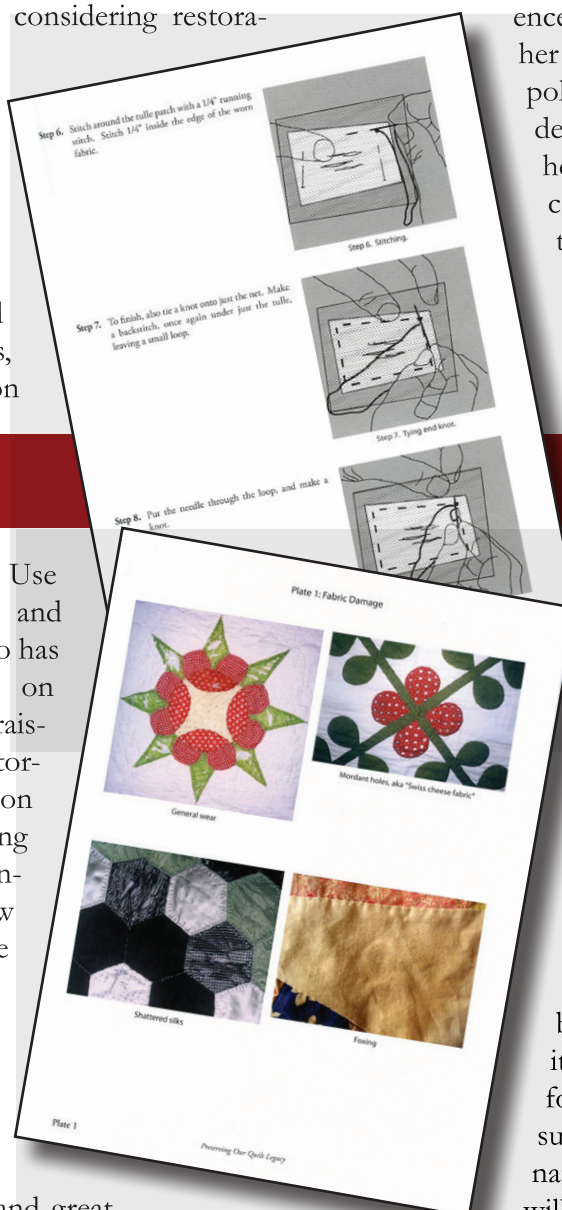 considering restora-
Step 6. Stitch around the tulle patch with a 1/4" running
stitch. Stitch 1/4" inside the edge of the worn
fabric.
Step 6. Stitching.
Step 7. To finish, also tie a knot onto just the net. Make
a backstitch, once again under just the tulle,
leaving a small loop.
Step 7. Tying end knot.
Step 8. Put the needle through the loop, and make a
knot.
Plate 1: Fabric Damage
General wear
Mordant holes, aka "Swiss cheese fabric"
Shattered silks
Foxing
Plate 1
Preserving Our Quilt Legacy
Use
and
has
on
rais-
tor-
on
ng
n-
w
e
and great
ence
her
pol
de
he
c
t
b
it
fo
su
na
will